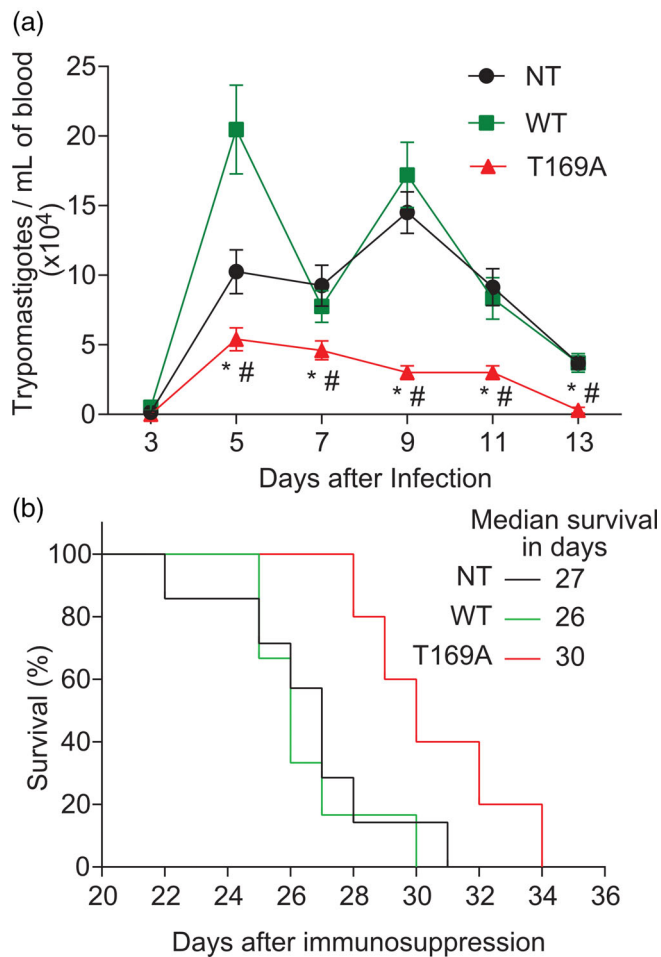 (a)
Trypomastigotes / mL of blood
(x10⁴)
25
20
15
10
5
0
NT
WT
T169A
* #
* #
* #
* #
* #
3 5 7 9 11 13
Days after Infection
(b)
Median survival
in days
NT 27
WT 26
T169A 30
Survival (%)
100
80
60
40
20
0
20 22 24 26 28 30 32 34 36
Days after immunosuppression